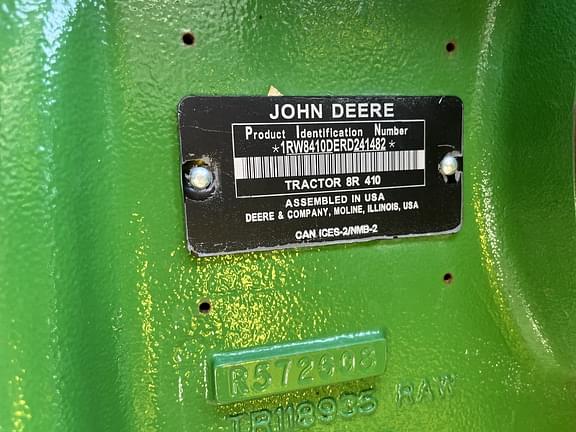 JOHN DEERE
Product Identification Number
*1RW8410DERD241482*
TRACTOR 8R 410
ASSEMBLED IN USA
DEERE & COMPANY, MOLINE, ILLINOIS, USA
CAN ICES-2/NMB-2
R572608
TR118935 RAW